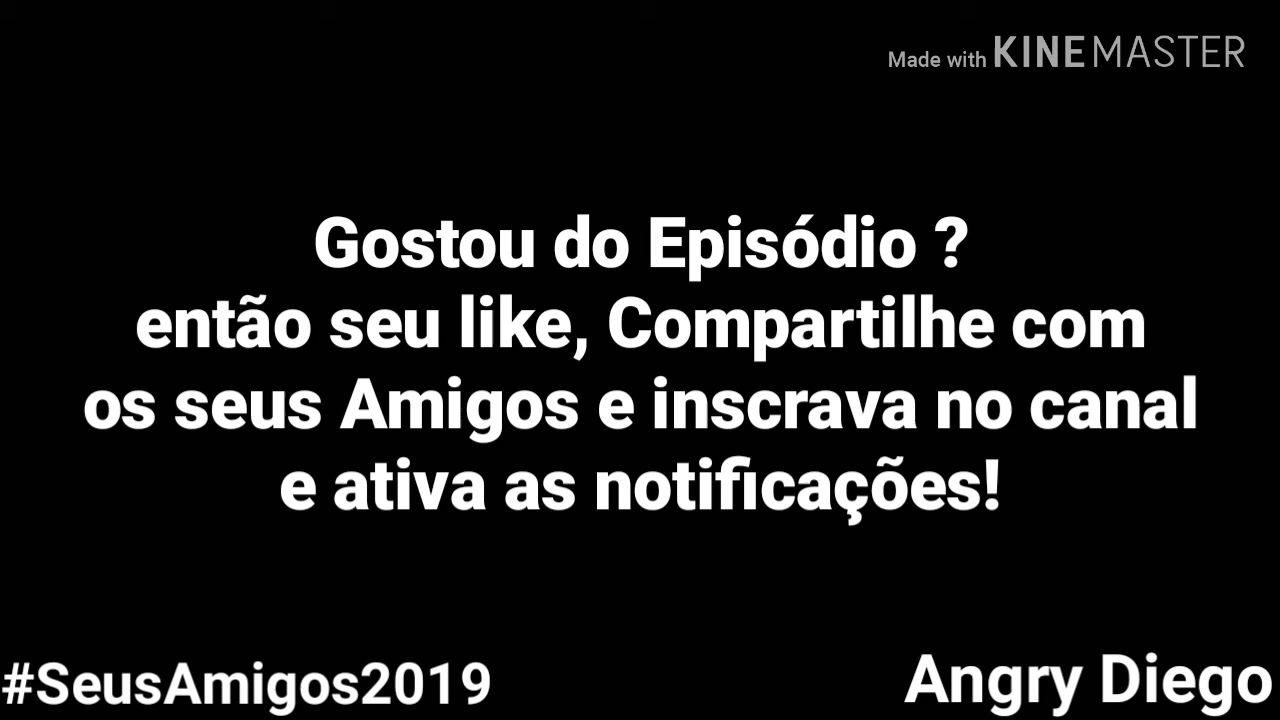 Made with KINEMASTER
Gostou do Episódio ?
então seu like, Compartilhe com
os seus Amigos e inscrava no canal
e ativa as notificações!
#SeusAmigos2019
Angry Diego